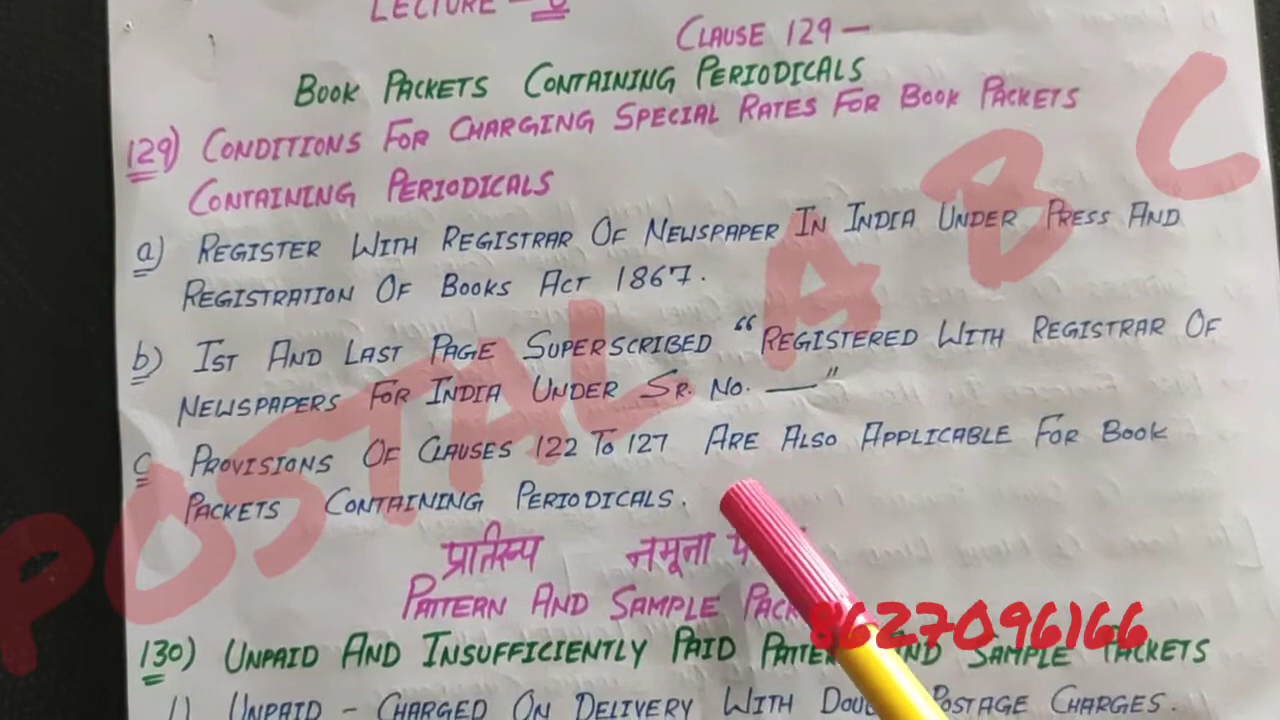 LECTURE -
CLAUSE 129 —
BOOK PACKETS CONTAINING PERIODICALS
129) CONDITIONS FOR CHARGING SPECIAL RATES FOR BOOK PACKETS
CONTAINING PERIODICALS
a) REGISTER WITH REGISTRAR OF NEWSPAPER IN INDIA UNDER PRESS AND
REGISTRATION OF BOOKS ACT 1867.
b) IST AND LAST PAGE SUPERSCRIBED "REGISTERED WITH REGISTRAR OF
NEWSPAPERS FOR INDIA UNDER SR. NO. —"
c PROVISIONS OF CLAUSES 122 TO 127 ARE ALSO APPLICABLE FOR BOOK
PACKETS CONTAINING PERIODICALS.
नमूना
PATTERN AND SAMPLE
130) UNPAID AND INSUFFICIENTLY PAID AND SAMPLE PACKETS
1) UNPAID - CHARGED ON DELIVERY WITH POSTAGE CHARGES.
POSTAL A B C
8627096166